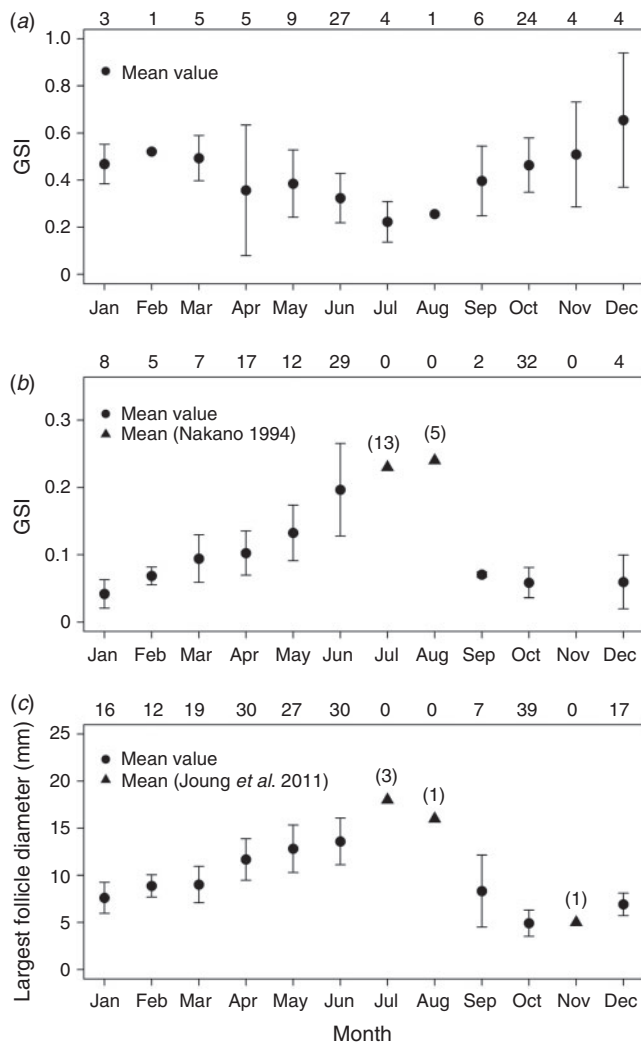 (a) 3 1 5 5 9 27 4 1 6 24 4 4
1.0
Mean value
0.8
0.6
GSI
0.4
0.2
0
Jan Feb Mar Apr May Jun Jul Aug Sep Oct Nov Dec
(b) 8 5 7 17 12 29 0 0 2 32 0 4
Mean value
0.3
Mean (Nakano 1994)
(13) (5)
0.2
GSI
0.1
0
Jan Feb Mar Apr May Jun Jul Aug Sep Oct Nov Dec
(c) 16 12 19 30 27 30 0 0 7 39 0 17
25
Mean value
Mean (Joung et al. 2011)
20
(3) (1)
15
Largest follicle diameter (mm)
10
(1)
5
0
Jan Feb Mar Apr May Jun Jul Aug Sep Oct Nov Dec
Month